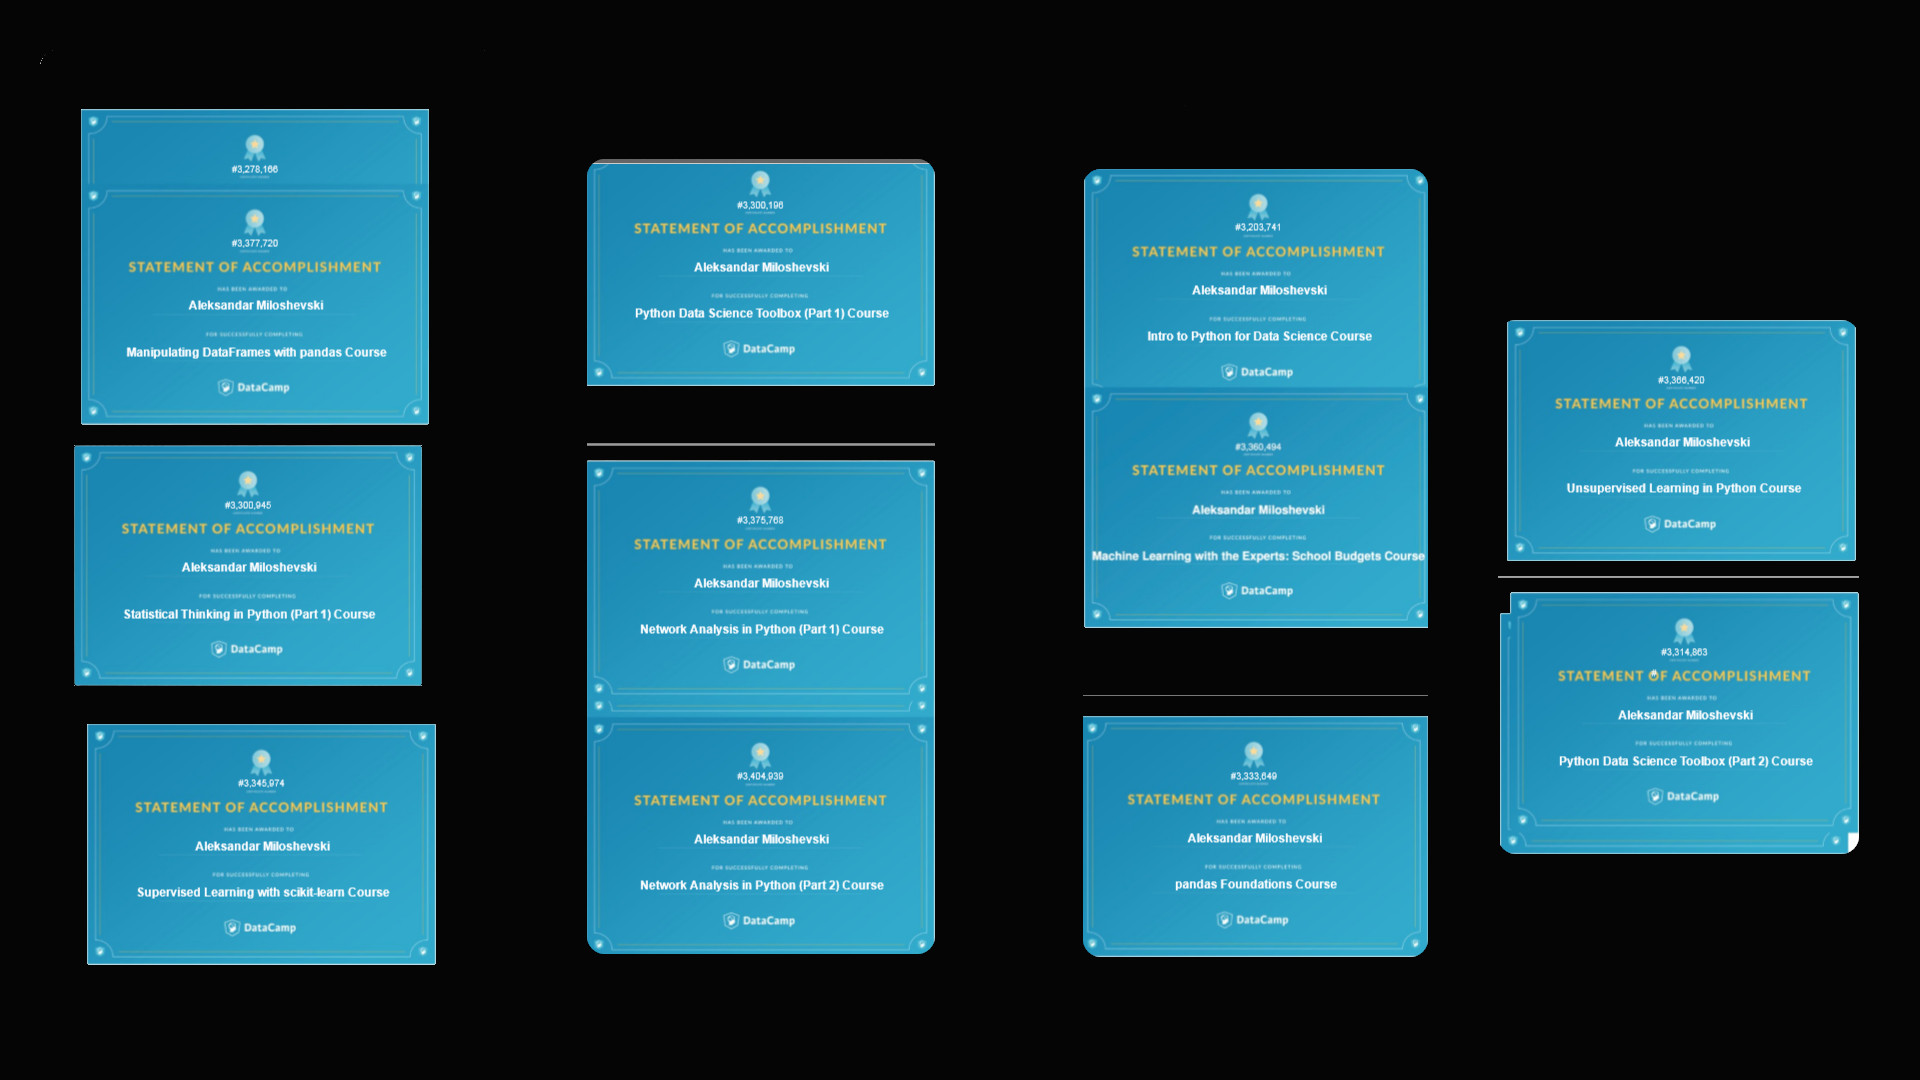 #3,278,166
#3,377,720
STATEMENT OF ACCOMPLISHMENT
HAS BEEN AWARDED TO
Aleksandar Miloshevski
FOR SUCCESSFULLY COMPLETING
Manipulating DataFrames with pandas Course
DataCamp
#3,300,945
STATEMENT OF ACCOMPLISHMENT
HAS BEEN AWARDED TO
Aleksandar Miloshevski
FOR SUCCESSFULLY COMPLETING
Statistical Thinking in Python (Part 1) Course
DataCamp
#3,345,974
STATEMENT OF ACCOMPLISHMENT
HAS BEEN AWARDED TO
Aleksandar Miloshevski
FOR SUCCESSFULLY COMPLETING
Supervised Learning with scikit-learn Course
DataCamp
#3,300,196
STATEMENT OF ACCOMPLISHMENT
HAS BEEN AWARDED TO
Aleksandar Miloshevski
FOR SUCCESSFULLY COMPLETING
Python Data Science Toolbox (Part 1) Course
DataCamp
#3,375,768
STATEMENT OF ACCOMPLISHMENT
HAS BEEN AWARDED TO
Aleksandar Miloshevski
FOR SUCCESSFULLY COMPLETING
Network Analysis in Python (Part 1) Course
DataCamp
#3,404,939
STATEMENT OF ACCOMPLISHMENT
HAS BEEN AWARDED TO
Aleksandar Miloshevski
FOR SUCCESSFULLY COMPLETING
Network Analysis in Python (Part 2) Course
DataCamp
#3,203,741
STATEMENT OF ACCOMPLISHMENT
HAS BEEN AWARDED TO
Aleksandar Miloshevski
FOR SUCCESSFULLY COMPLETING
Intro to Python for Data Science Course
DataCamp
#3,360,494
STATEMENT OF ACCOMPLISHMENT
HAS BEEN AWARDED TO
Aleksandar Miloshevski
FOR SUCCESSFULLY COMPLETING
Machine Learning with the Experts: School Budgets Course
DataCamp
#3,333,649
STATEMENT OF ACCOMPLISHMENT
HAS BEEN AWARDED TO
Aleksandar Miloshevski
FOR SUCCESSFULLY COMPLETING
pandas Foundations Course
DataCamp
#3,366,420
STATEMENT OF ACCOMPLISHMENT
HAS BEEN AWARDED TO
Aleksandar Miloshevski
FOR SUCCESSFULLY COMPLETING
Unsupervised Learning in Python Course
DataCamp
#3,314,863
STATEMENT OF ACCOMPLISHMENT
HAS BEEN AWARDED TO
Aleksandar Miloshevski
FOR SUCCESSFULLY COMPLETING
Python Data Science Toolbox (Part 2) Course
DataCamp